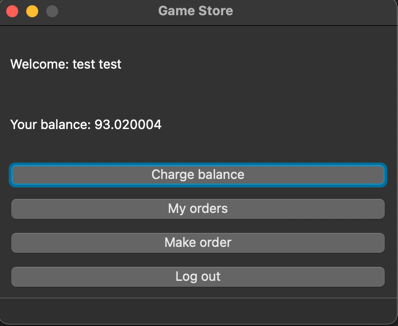 Game Store
Welcome: test test
Your balance: 93.020004
Charge balance
My orders
Make order
Log out